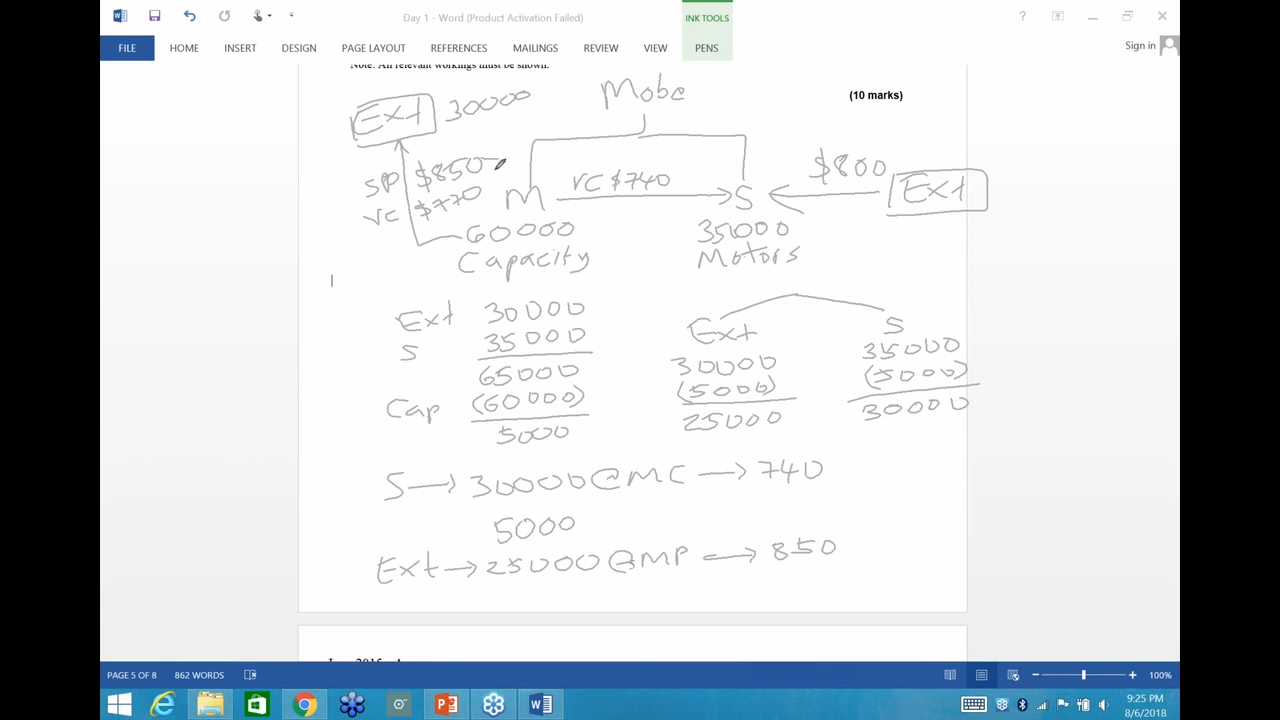 Day 1 - Word (Product Activation Failed)
INK TOOLS
?
FILE HOME INSERT DESIGN PAGE LAYOUT REFERENCES MAILINGS REVIEW VIEW PENS
Sign in
Note: All relevant workings must be shown.
(10 marks)
Mobe
Ext 30000
SP $850
VC $770
M VC $740 S
$800 Ext
60000
Capacity
35000
Motors
Ext 30000
S 35000
65000
Cap (60000)
5000
Ext
30000
(5000)
25000
S
35000
(5000)
30000
S → 30000 @ MC → 740
5000
Ext → 25000 @ MP → 850
PAGE 5 OF 8 862 WORDS
100%
9:25 PM
8/6/2018